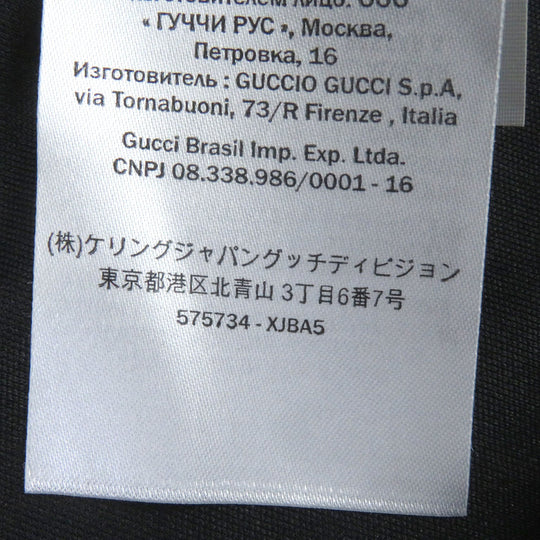 лицо: ООО
« ГУЧЧИ РУС », Москва,
Петровка, 16
Изготовитель : GUCCIO GUCCI S.p.A,
via Tornabuoni, 73/R Firenze , Italia
Gucci Brasil Imp. Exp. Ltda.
CNPJ 08.338.986/0001 - 16
(株)ケリングジャパングッチディビジョン
東京都港区北青山 3丁目6番7号
575734 - XJBA5